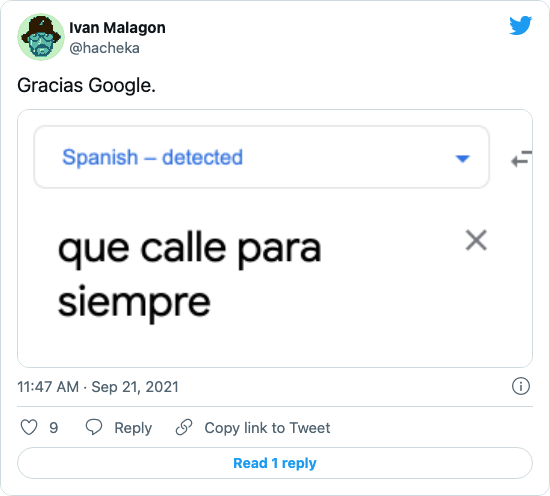 Ivan Malagon
@hacheka
Gracias Google.
Spanish – detected
que calle para
siempre
11:47 AM · Sep 21, 2021
9 Reply Copy link to Tweet
Read 1 reply